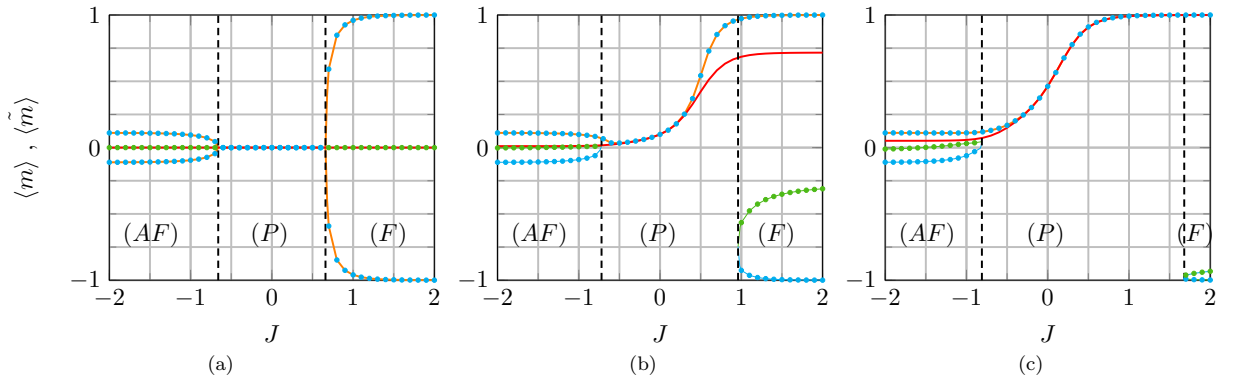 ⟨m⟩ , ⟨m̃⟩
1
0
−1
(AF)
(P)
(F)
−2 −1 0 1 2
J
(a)
1
0
−1
(AF)
(P)
(F)
−2 −1 0 1 2
J
(b)
1
0
−1
(AF)
(P)
(F)
−2 −1 0 1 2
J
(c)